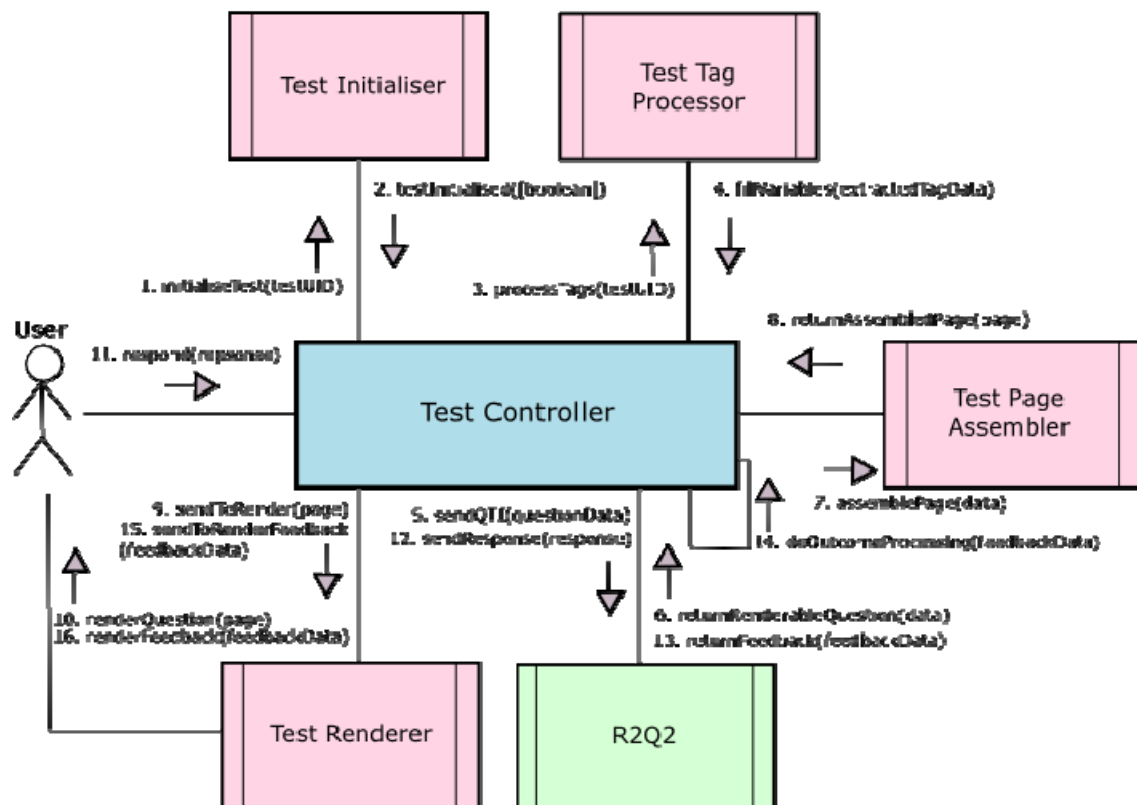 Test Initialiser
Test Tag
Processor
2. testInitialised([boolean])
4. fillVariables(extractedTagData)
1. initialiseTest(testUID)
3. processTags(testUID)
8. returnAssembledPage(page)
User
11. respond(repsonse)
Test Controller
Test Page
Assembler
9. sendToRender(page)
15. sendToRenderFeedback
(feedbackData)
5. sendQTI(questionData)
12. sendResponse(response)
7. assemblePage(data)
14. doOutcomeProcessing(feedbackData)
10. renderQuestion(page)
16. renderFeedback(feedbackData)
6. returnRenderableQuestion(data)
13. returnFeedback(feedbackData)
Test Renderer
R2Q2